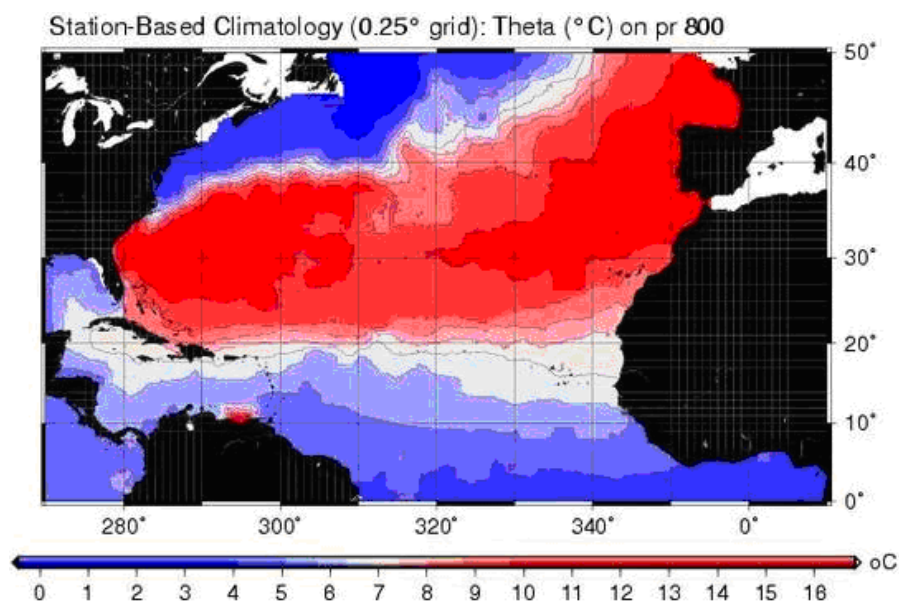 Station-Based Climatology (0.25° grid): Theta (°C) on pr 800
50°
40°
30°
20°
10°
0°
280° 300° 320° 340° 0°
oC
0 1 2 3 4 5 6 7 8 9 10 11 12 13 14 15 16